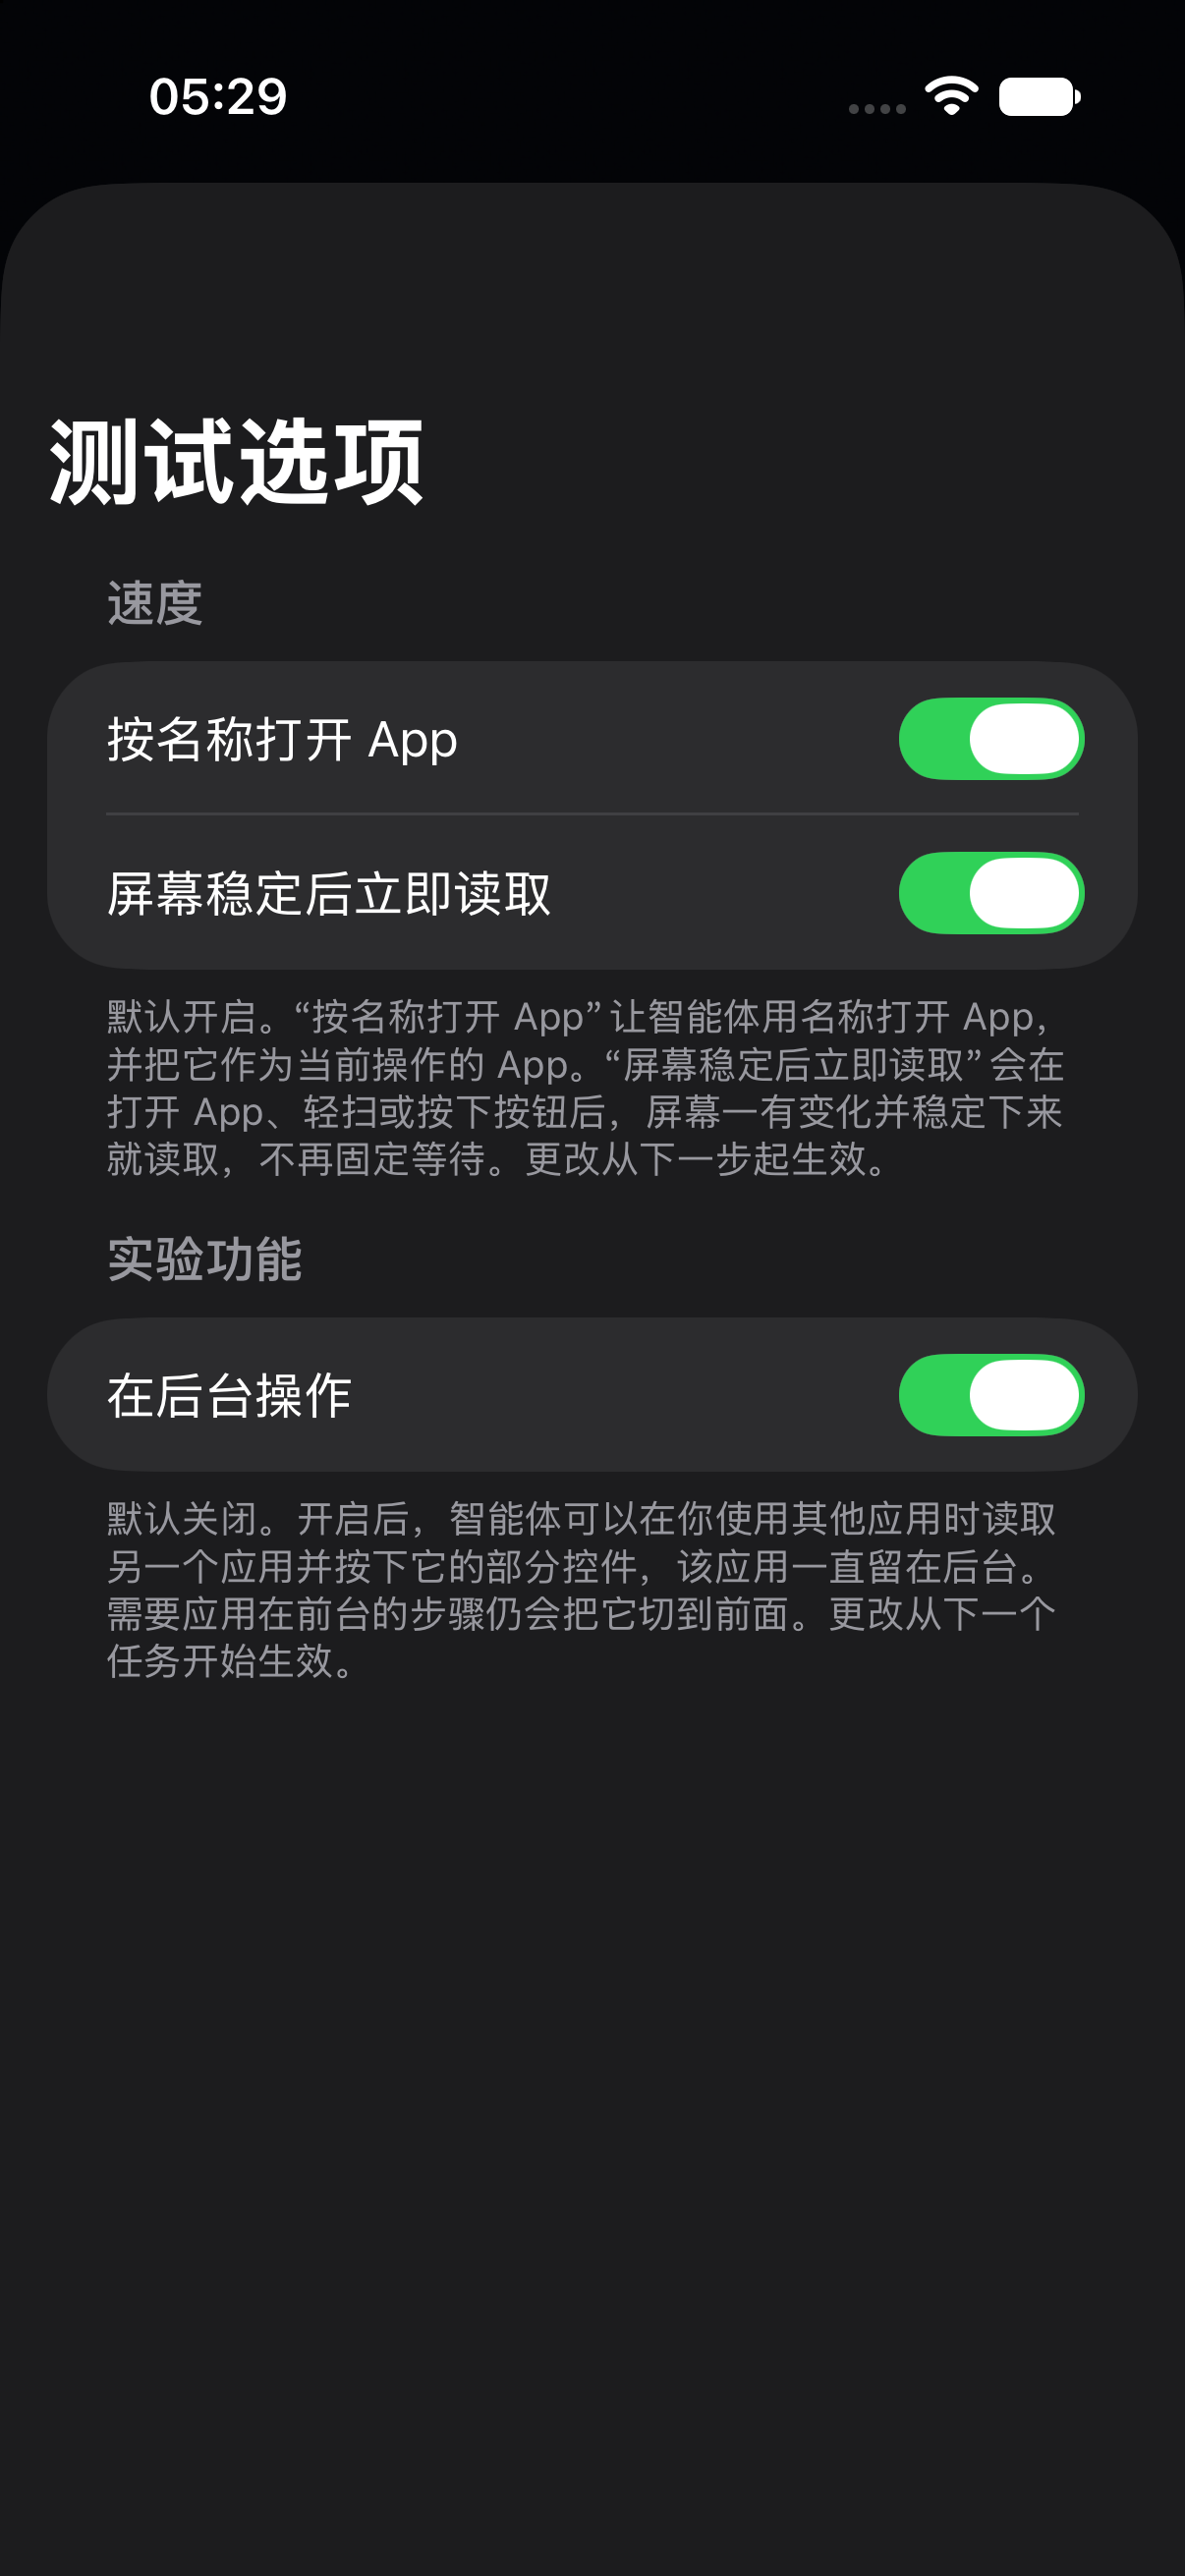 05:29
测试选项
速度
按名称打开 App
屏幕稳定后立即读取
默认开启。“按名称打开 App” 让智能体用名称打开 App，
并把它作为当前操作的 App。“屏幕稳定后立即读取” 会在
打开 App、轻扫或按下按钮后，屏幕一有变化并稳定下来
就读取，不再固定等待。更改从下一步起生效。
实验功能
在后台操作
默认关闭。开启后，智能体可以在你使用其他应用时读取
另一个应用并按下它的部分控件，该应用一直留在后台。
需要应用在前台的步骤仍会把它切到前面。更改从下一个
任务开始生效。